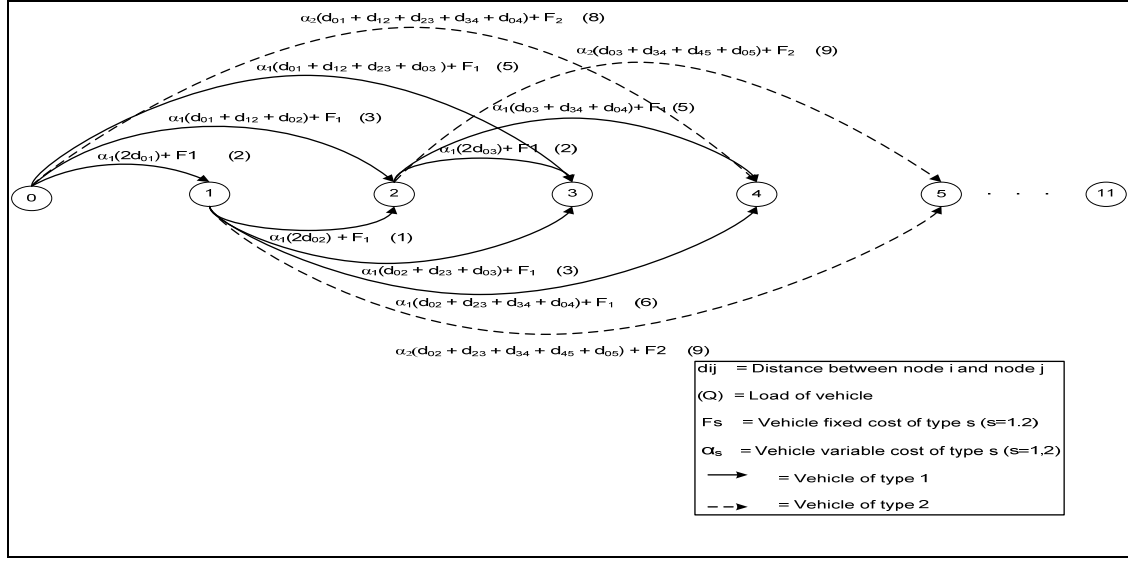 α₂(d₀₁ + d₁₂ + d₂₃ + d₃₄ + d₀₄)+ F₂ (8)
α₂(d₀₃ + d₃₄ + d₄₅ + d₀₅)+ F₂ (9)
α₁(d₀₁ + d₁₂ + d₂₃ + d₀₃ )+ F₁ (5)
α₁(d₀₃ + d₃₄ + d₀₄)+ F₁ (5)
α₁(d₀₁ + d₁₂ + d₀₂)+ F₁ (3)
α₁(2d₀₁)+ F1 (2)
α₁(2d₀₃)+ F1 (2)
0 1 2 3 4 5 . . . 11
α₁(2d₀₂) + F₁ (1)
α₁(d₀₂ + d₂₃ + d₀₃)+ F₁ (3)
α₁(d₀₂ + d₂₃ + d₃₄ + d₀₄)+ F₁ (6)
α₂(d₀₂ + d₂₃ + d₃₄ + d₄₅ + d₀₅) + F2 (9)
dij = Distance between node i and node j
(Q) = Load of vehicle
Fs = Vehicle fixed cost of type s (s=1.2)
αₛ = Vehicle variable cost of type s (s=1,2)
= Vehicle of type 1
= Vehicle of type 2